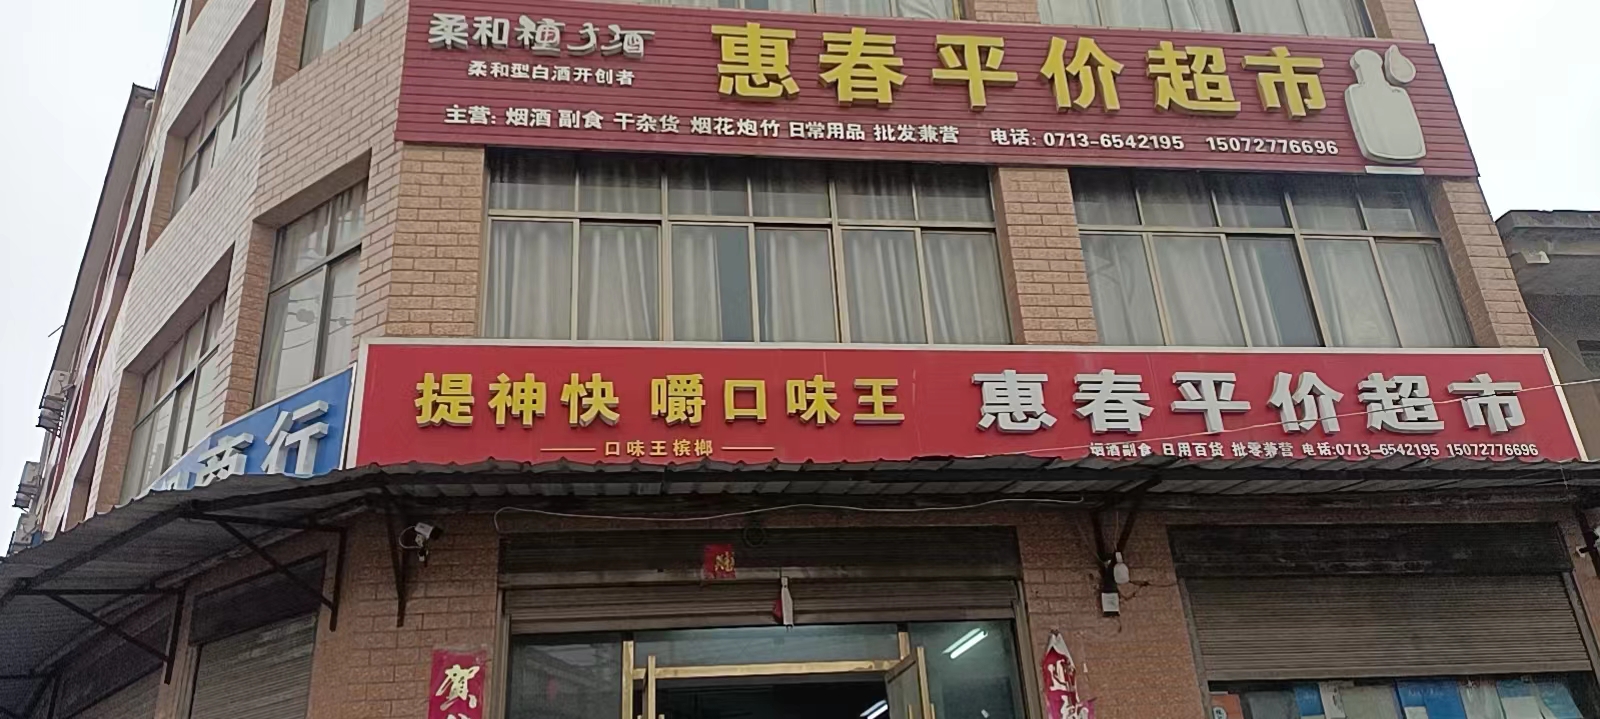 柔和種子酒
柔和型白酒开创者
惠春平价超市
主营: 烟酒 副食 干杂货 烟花炮竹 日常用品 批发兼营 电话: 0713-6542195 15072776696
提神快 嚼口味王
口味王槟榔
惠春平价超市
烟酒副食 日用百货 批零兼营 电话:0713-6542195 15072776696
商行
贺
迎